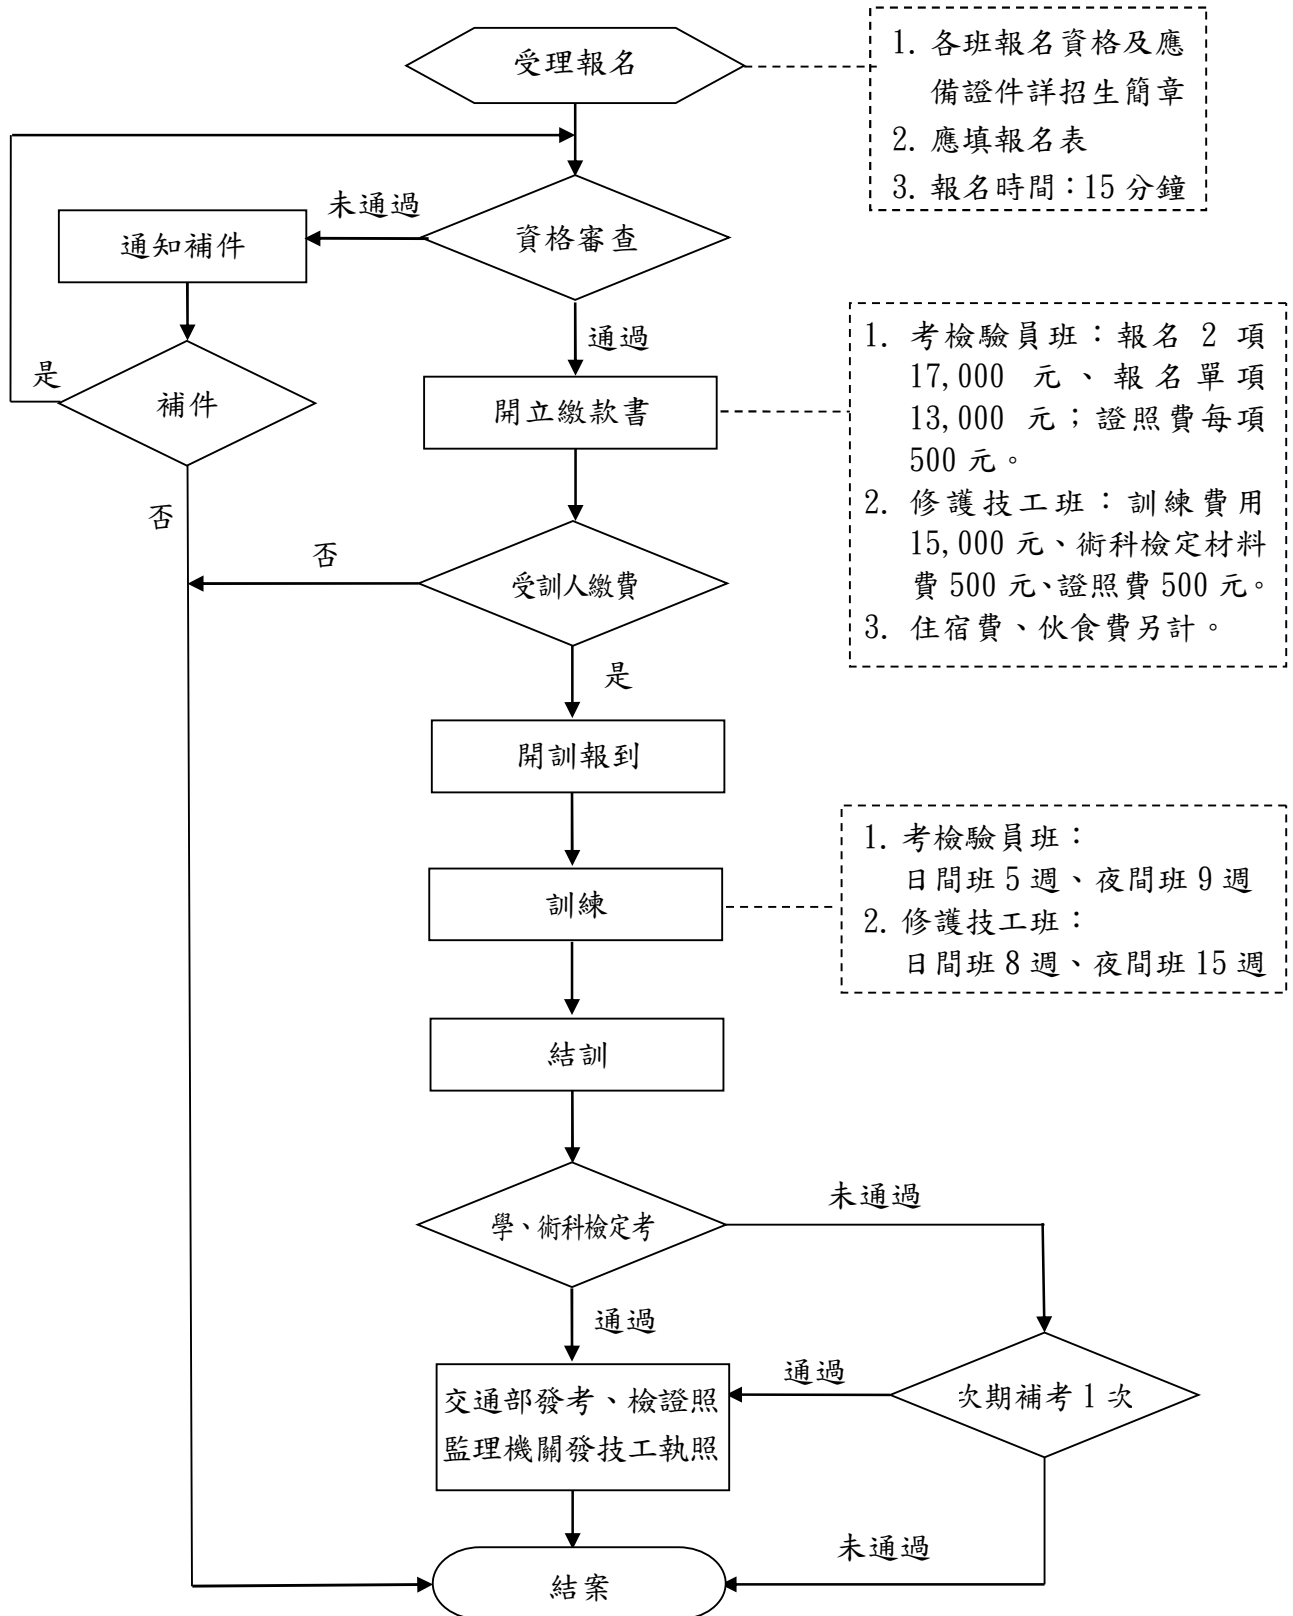 受理報名
1. 各班報名資格及應
備證件詳招生簡章
2. 應填報名表
3. 報名時間：15 分鐘
未通過
通知補件
資格審查
通過
是
補件
開立繳款書
1. 考檢驗員班：報名 2 項
17,000 元、報名單項
13,000 元；證照費每項
500 元。
2. 修護技工班：訓練費用
15,000 元、術科檢定材料
費 500 元、證照費 500 元。
3. 住宿費、伙食費另計。
否
否
受訓人繳費
是
開訓報到
訓練
1. 考檢驗員班：
日間班 5 週、夜間班 9 週
2. 修護技工班：
日間班 8 週、夜間班 15 週
結訓
學、術科檢定考
未通過
通過
交通部發考、檢證照
監理機關發技工執照
通過
次期補考 1 次
未通過
結案